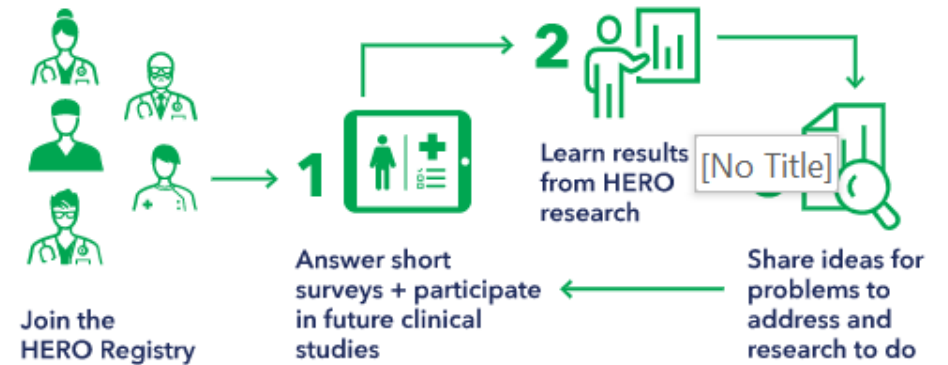 Join the
HERO Registry
1
Answer short
surveys + participate
in future clinical
studies
2
Learn results
from HERO
research
[No Title]
Share ideas for
problems to
address and
research to do